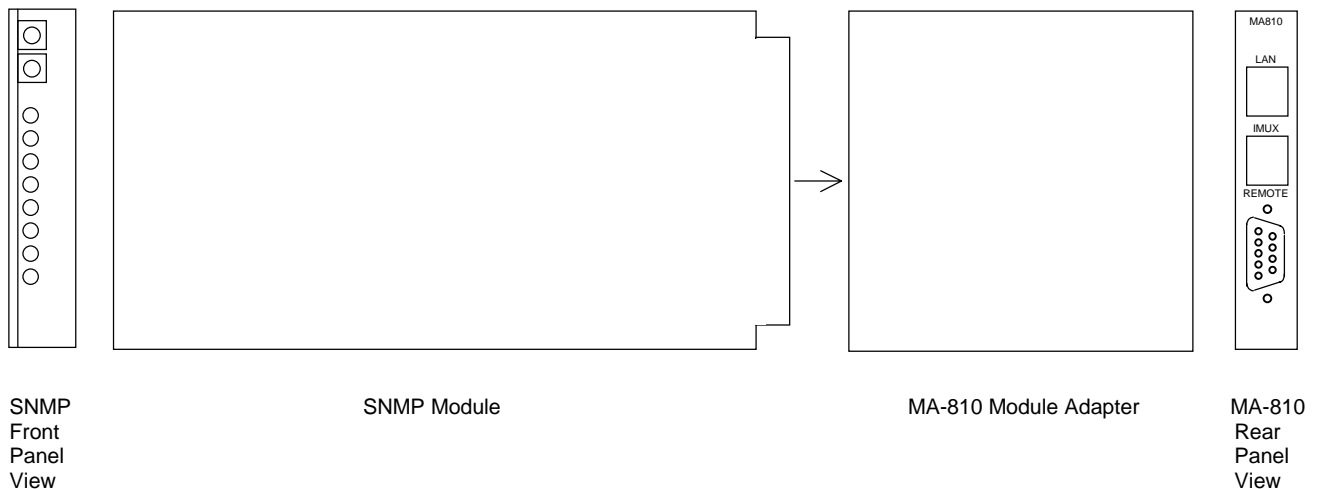 MA810
LAN
IMUX
REMOTE
SNMP
Front
Panel
View
SNMP Module
MA-810 Module Adapter
MA-810
Rear
Panel
View